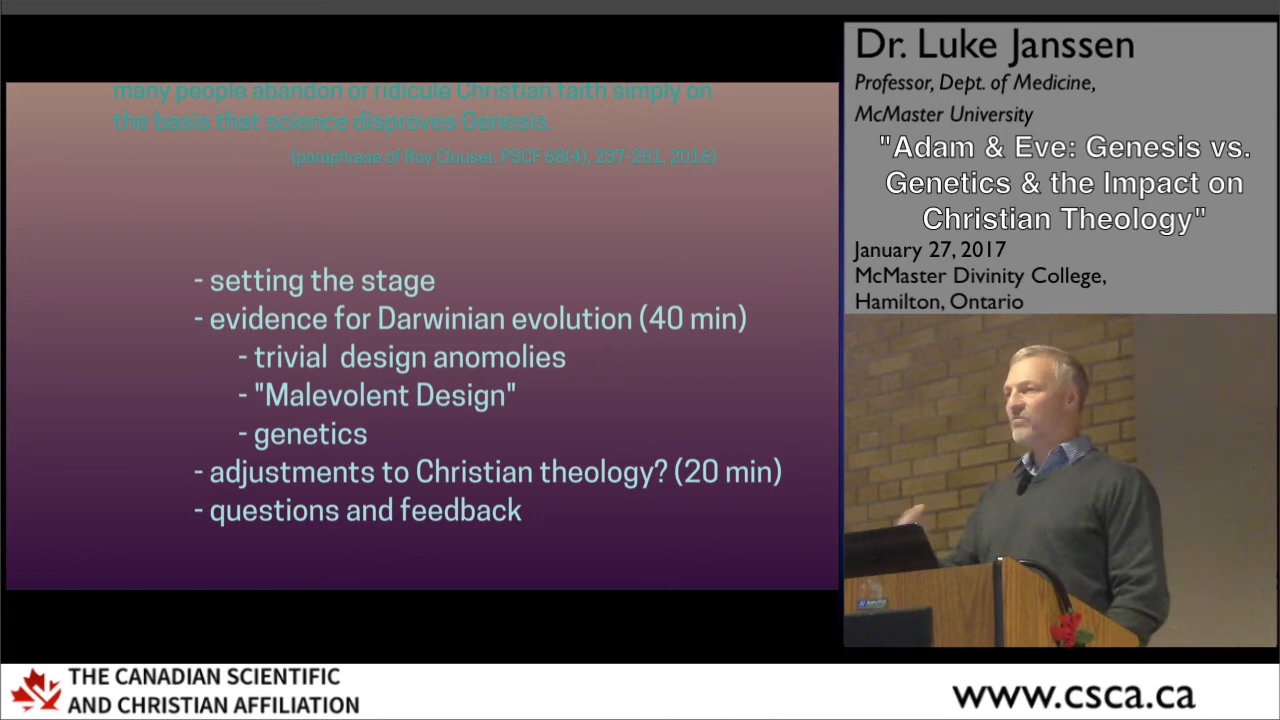 many people abandon or ridicule Christian faith simply on
the basis that science disproves Genesis.
(paraphrase of Roy Clouser, PSCF 68(4), 237-261, 2016)
- setting the stage
- evidence for Darwinian evolution (40 min)
- trivial design anomolies
- "Malevolent Design"
- genetics
- adjustments to Christian theology? (20 min)
- questions and feedback
Dr. Luke Janssen
Professor, Dept. of Medicine,
McMaster University
"Adam & Eve: Genesis vs.
Genetics & the Impact on
Christian Theology"
January 27, 2017
McMaster Divinity College,
Hamilton, Ontario
THE CANADIAN SCIENTIFIC
AND CHRISTIAN AFFILIATION
www.csca.ca